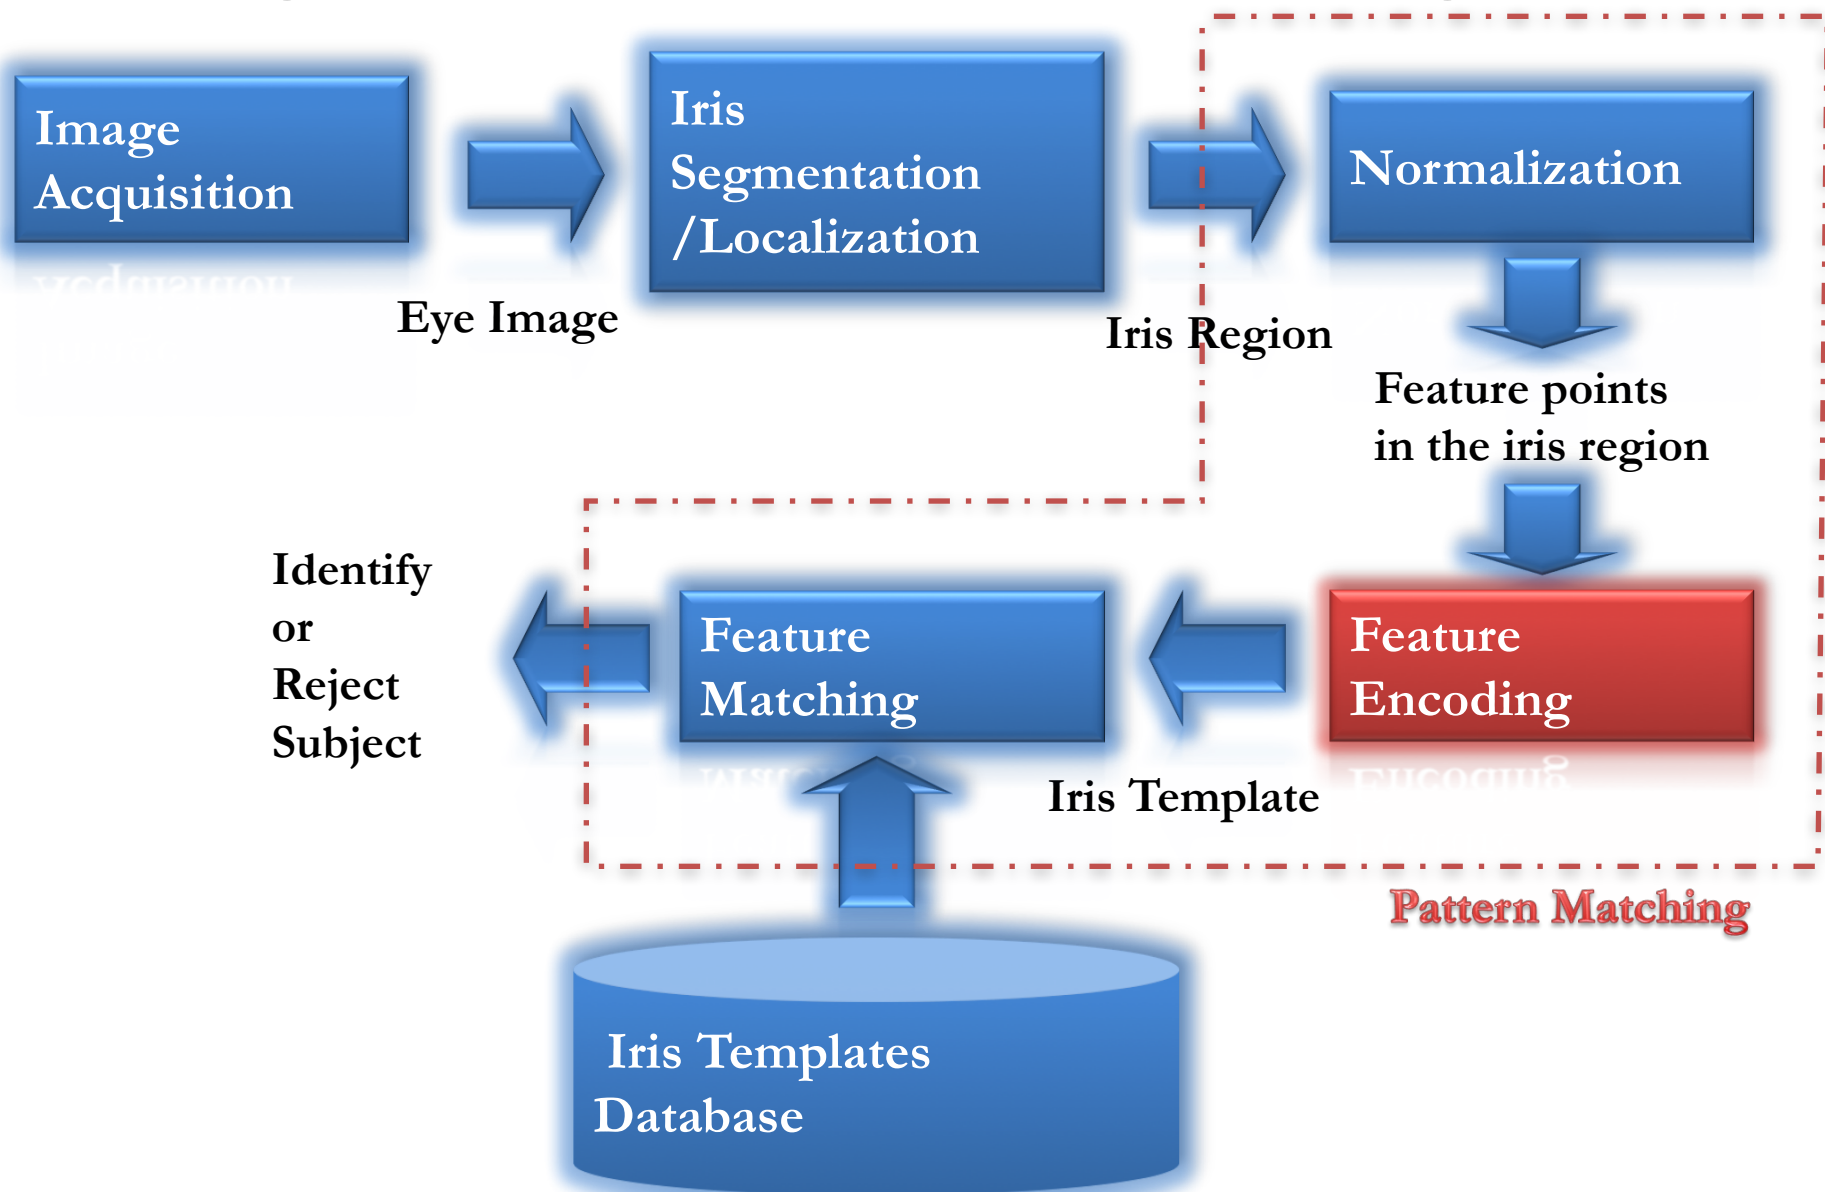 Image
Acquisition
Eye Image
Iris
Segmentation
/Localization
Iris Region
Normalization
Feature points
in the iris region
Feature
Encoding
Iris Template
Feature
Matching
Identify
or
Reject
Subject
Pattern Matching
Iris Templates
Database